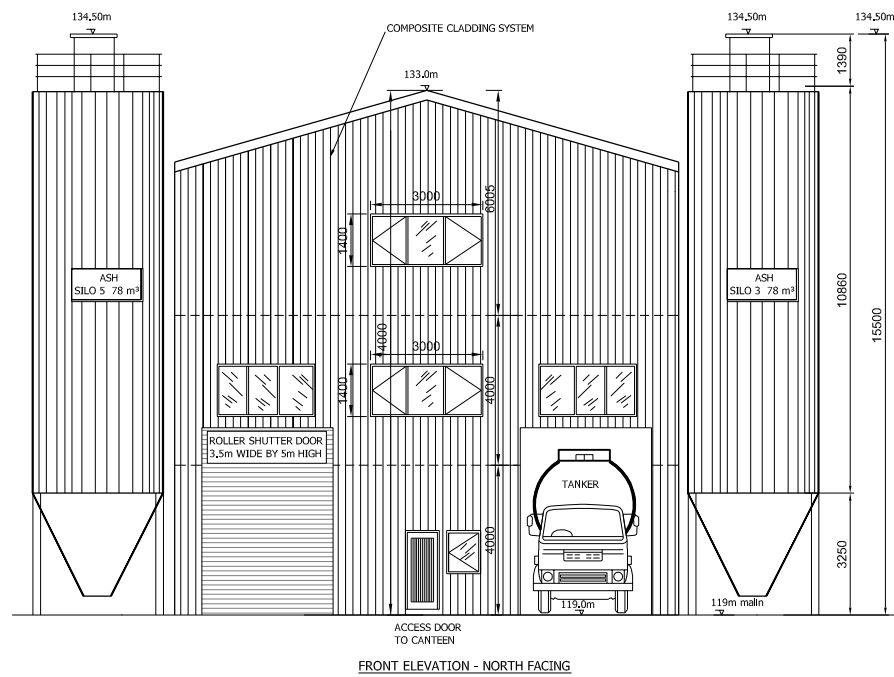 134.50m
134.50m
134.50m
COMPOSITE CLADDING SYSTEM
1390
133.0m
3000
6005
1400
ASH
SILO 5 78 m³
ASH
SILO 3 78 m³
10860
15500
4000
3000
4000
1400
ROLLER SHUTTER DOOR
3.5m WIDE BY 5m HIGH
TANKER
4000
3250
119.0m
119m malin
ACCESS DOOR
TO CANTEEN
FRONT ELEVATION - NORTH FACING